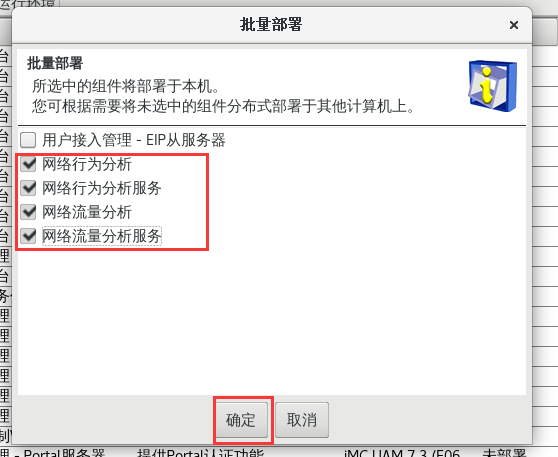 运行环境
批量部署
批量部署
所选中的组件将部署于本机。
您可根据需要将未选中的组件分布式部署于其他计算机上。
用户接入管理 - EIP从服务器
网络行为分析
网络行为分析服务
网络流量分析
网络流量分析服务
确定
取消
台
台
台
台
台
台
台
台
台
台
理
台
务
理
理
理
理
理
理
制
理 - Portal服务器 提供Portal认证功能 iMC UAM 7.3 (E06 未部署